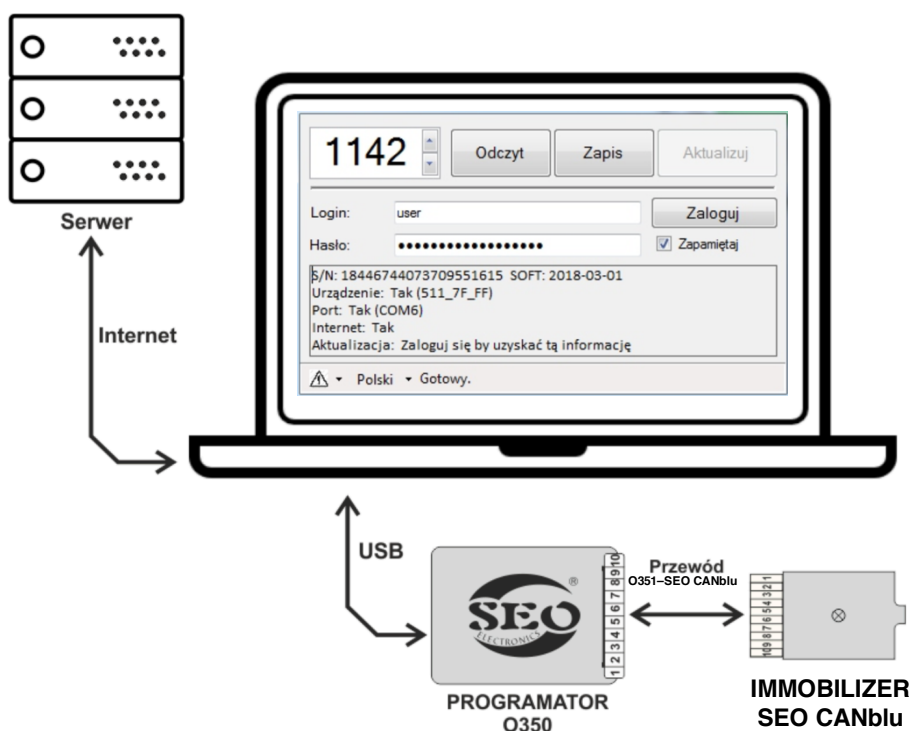 Serwer
Internet
1142
Odczyt
Zapis
Aktualizuj
Login:
user
Zaloguj
Hasło:
••••••••••••••••••
Zapamiętaj
S/N: 18446744073709551615 SOFT: 2018-03-01
Urządzenie: Tak (511_7F_FF)
Port: Tak (COM6)
Internet: Tak
Aktualizacja: Zaloguj się by uzyskać tą informację
Polski
Gotowy.
USB
SEO
®
ELECTRONICS
1 2 3 4 5 6 7 8 9 10
PROGRAMATOR
O350
Przewód
O351–SEO CANblu
10 9 8 7 6 5 4 3 2 1
IMMOBILIZER
SEO CANblu